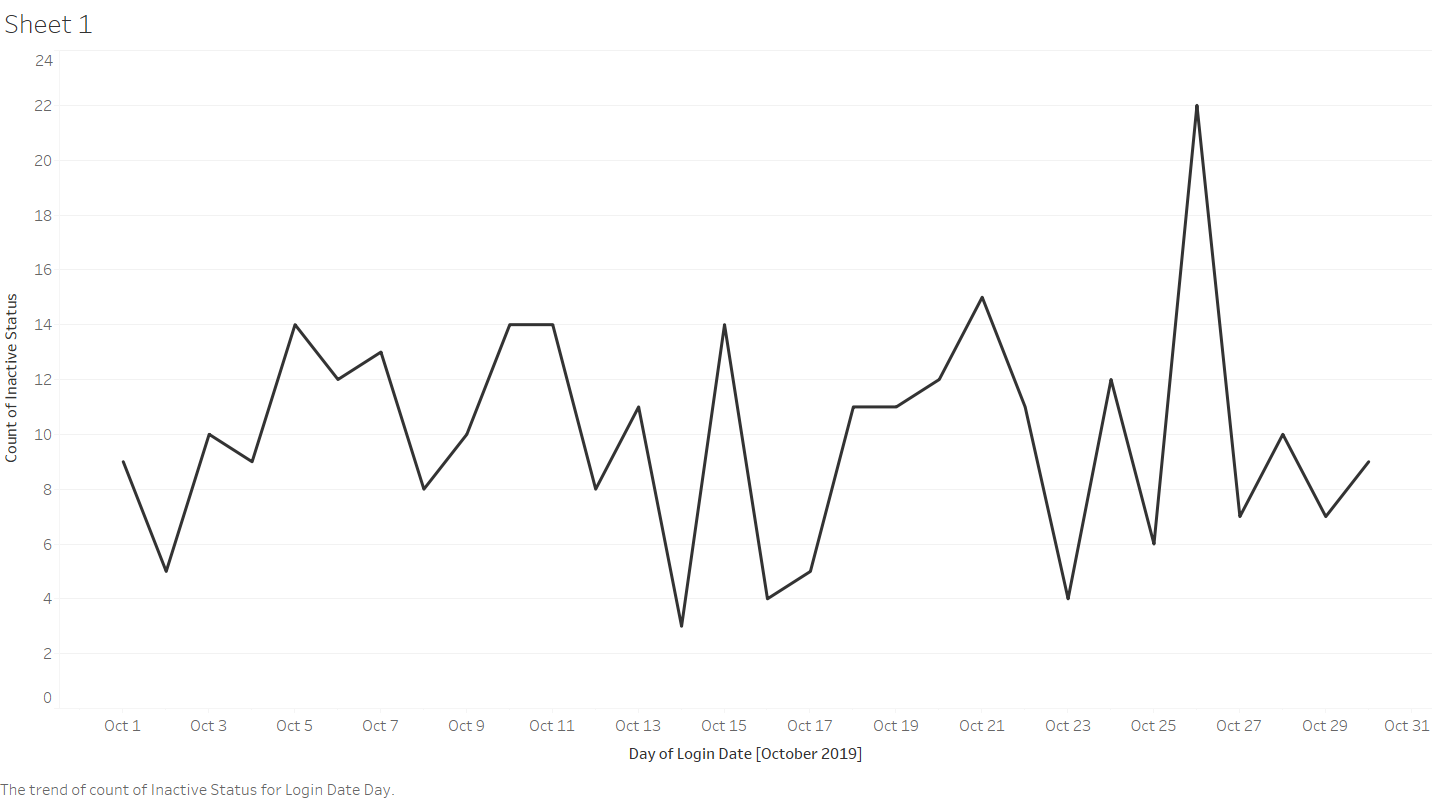 Sheet 1
24
22
20
18
16
14
12
10
8
6
4
2
0
Count of Inactive Status
Oct 1 Oct 3 Oct 5 Oct 7 Oct 9 Oct 11 Oct 13 Oct 15 Oct 17 Oct 19 Oct 21 Oct 23 Oct 25 Oct 27 Oct 29 Oct 31
Day of Login Date [October 2019]
The trend of count of Inactive Status for Login Date Day.